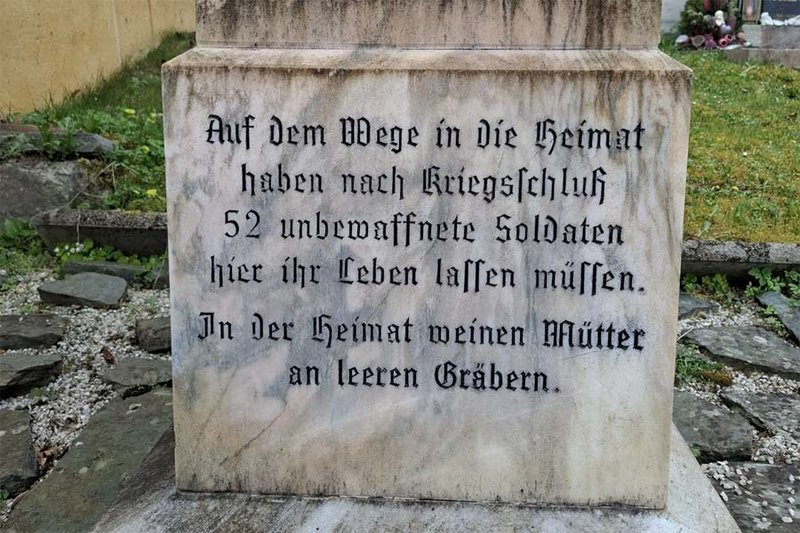 Auf dem Wege in die Heimat
haben nach Kriegsschluß
52 unbewaffnete Soldaten
hier ihr Leben lassen müssen.
In der Heimat weinen Mütter
an leeren Gräbern.